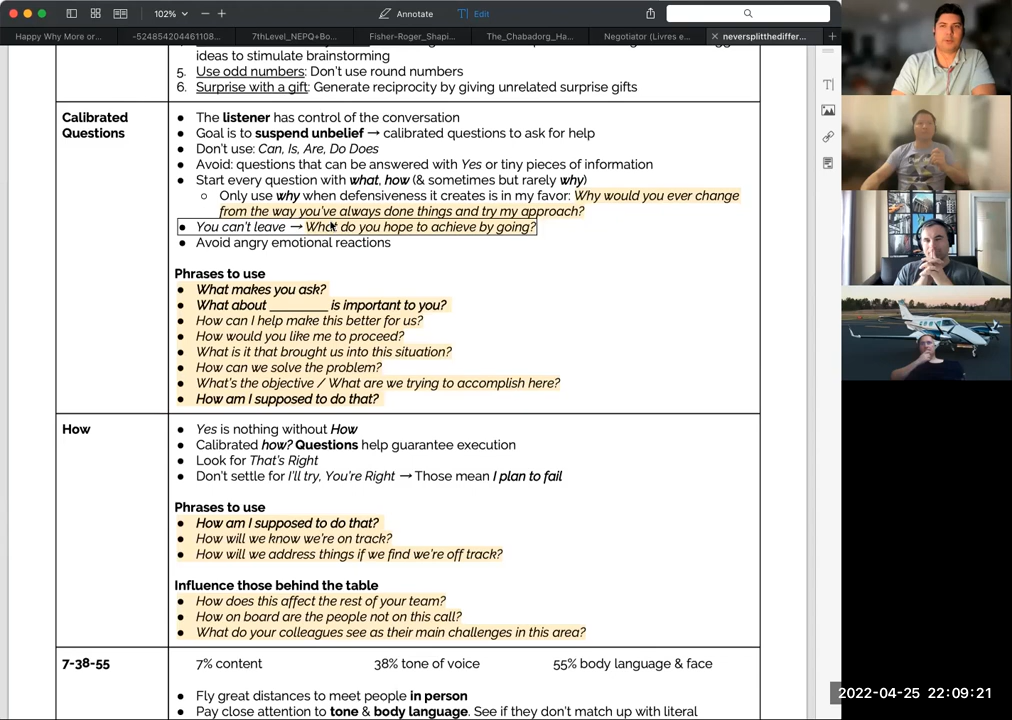 102%
Annotate
Edit
Happy Why More or...
-524854204461108...
7thLevel_NEPQ+Bo...
Fisher-Roger_Shapi...
The_Chabadorg_Ha...
Negotiator (Livres e...
neversplitthediffer...
ideas to stimulate brainstorming
5. Use odd numbers: Don't use round numbers
6. Surprise with a gift: Generate reciprocity by giving unrelated surprise gifts
Calibrated Questions
● The listener has control of the conversation
● Goal is to suspend unbelief → calibrated questions to ask for help
● Don't use: Can, Is, Are, Do Does
● Avoid: questions that can be answered with Yes or tiny pieces of information
● Start every question with what, how (& sometimes but rarely why)
○ Only use why when defensiveness it creates is in my favor: Why would you ever change
from the way you've always done things and try my approach?
● You can't leave → What do you hope to achieve by going?
● Avoid angry emotional reactions
Phrases to use
● What makes you ask?
● What about ________ is important to you?
● How can I help make this better for us?
● How would you like me to proceed?
● What is it that brought us into this situation?
● How can we solve the problem?
● What's the objective / What are we trying to accomplish here?
● How am I supposed to do that?
How
● Yes is nothing without How
● Calibrated how? Questions help guarantee execution
● Look for That's Right
● Don't settle for I'll try, You're Right → Those mean I plan to fail
Phrases to use
● How am I supposed to do that?
● How will we know we're on track?
● How will we address things if we find we're off track?
Influence those behind the table
● How does this affect the rest of your team?
● How on board are the people not on this call?
● What do your colleagues see as their main challenges in this area?
7-38-55
7% content 38% tone of voice 55% body language & face
● Fly great distances to meet people in person
● Pay close attention to tone & body language. See if they don't match up with literal
2022-04-25 22:09:21